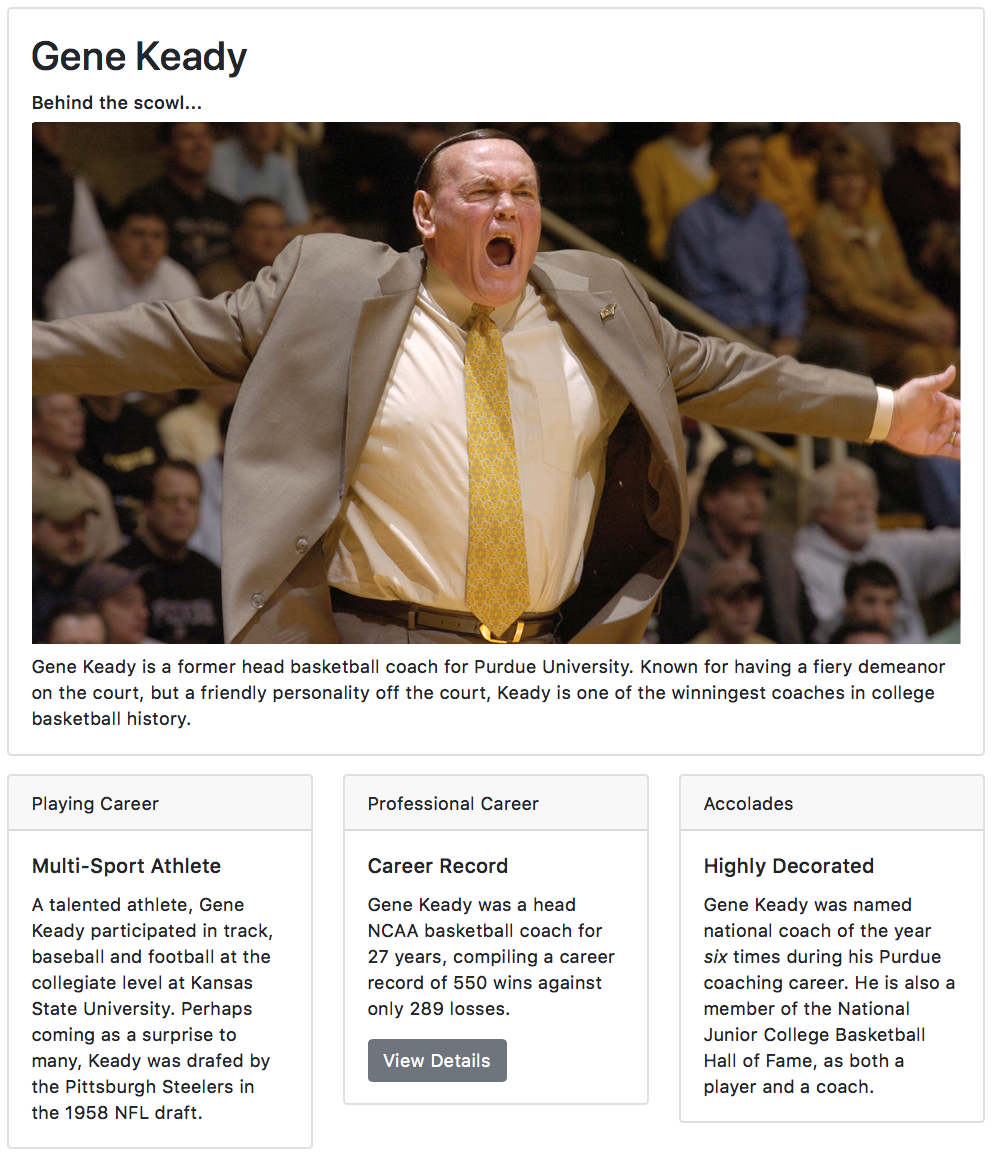 Gene Keady
Behind the scowl...
Gene Keady is a former head basketball coach for Purdue University. Known for having a fiery demeanor
on the court, but a friendly personality off the court, Keady is one of the winningest coaches in college
basketball history.
Playing Career
Multi-Sport Athlete
A talented athlete, Gene
Keady participated in track,
baseball and football at the
collegiate level at Kansas
State University. Perhaps
coming as a surprise to
many, Keady was drafed by
the Pittsburgh Steelers in
the 1958 NFL draft.
Professional Career
Career Record
Gene Keady was a head
NCAA basketball coach for
27 years, compiling a career
record of 550 wins against
only 289 losses.
View Details
Accolades
Highly Decorated
Gene Keady was named
national coach of the year
six times during his Purdue
coaching career. He is also a
member of the National
Junior College Basketball
Hall of Fame, as both a
player and a coach.